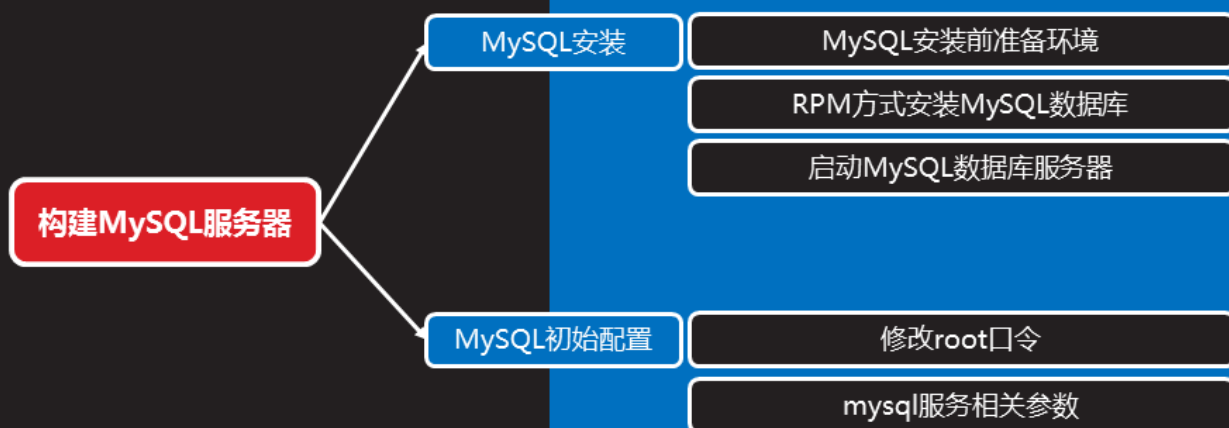 构建MySQL服务器
MySQL安装
MySQL安装前准备环境
RPM方式安装MySQL数据库
启动MySQL数据库服务器
MySQL初始配置
修改root口令
mysql服务相关参数